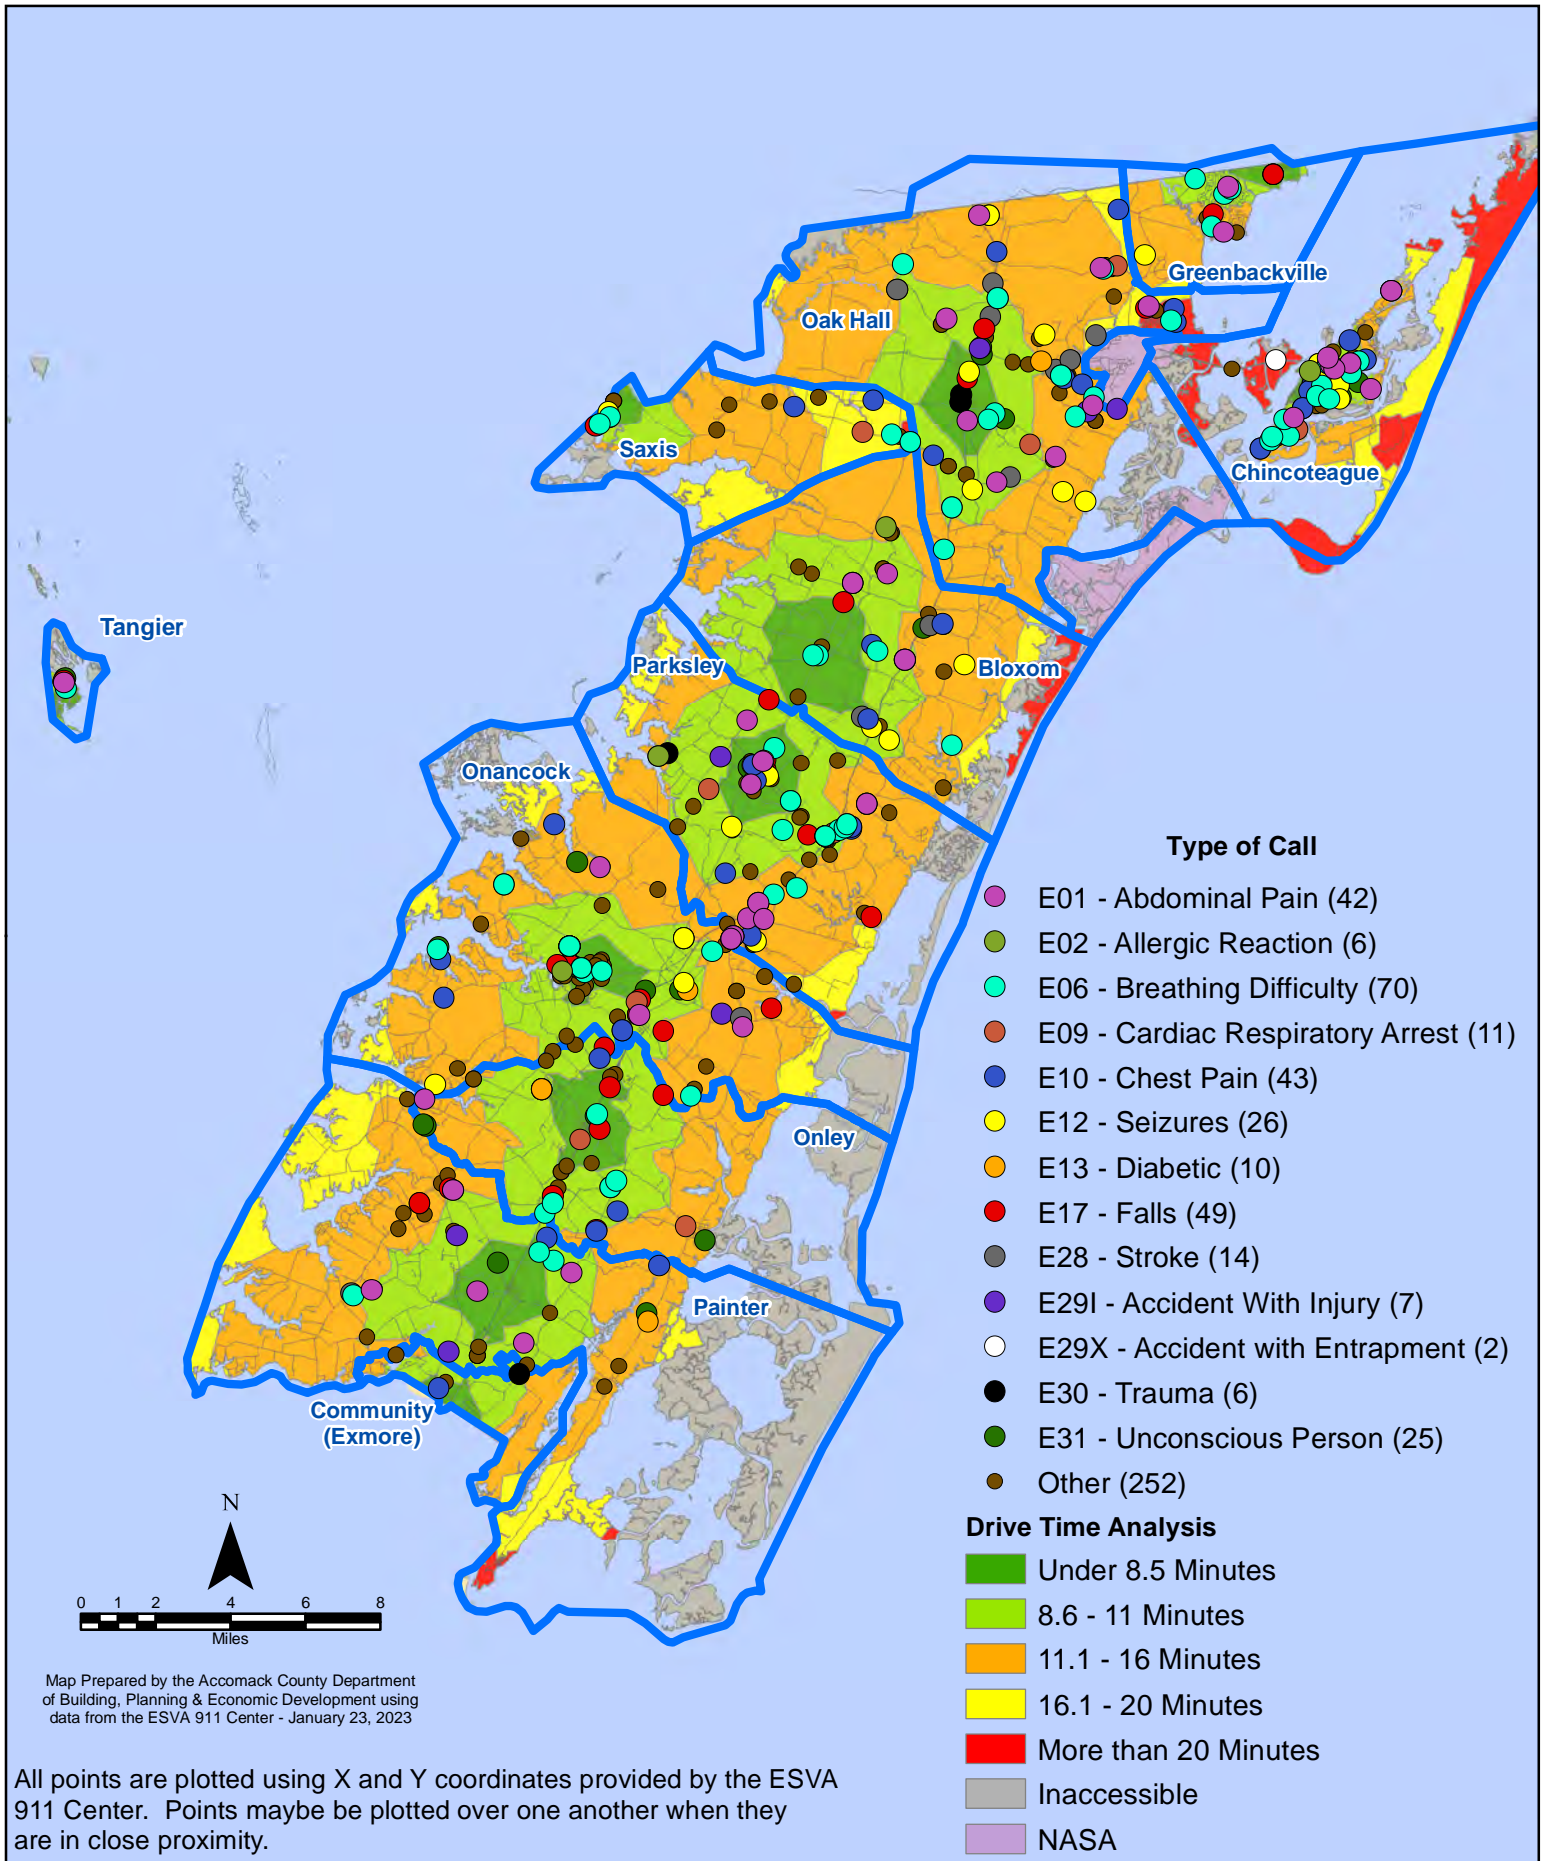 Greenbackville
Oak Hall
Saxis
Chincoteague
Tangier
Parksley
Bloxom
Onancock
Onley
Painter
Community
(Exmore)
Type of Call
E01 - Abdominal Pain (42)
E02 - Allergic Reaction (6)
E06 - Breathing Difficulty (70)
E09 - Cardiac Respiratory Arrest (11)
E10 - Chest Pain (43)
E12 - Seizures (26)
E13 - Diabetic (10)
E17 - Falls (49)
E28 - Stroke (14)
E29I - Accident With Injury (7)
E29X - Accident with Entrapment (2)
E30 - Trauma (6)
E31 - Unconscious Person (25)
Other (252)
Drive Time Analysis
Under 8.5 Minutes
8.6 - 11 Minutes
11.1 - 16 Minutes
16.1 - 20 Minutes
More than 20 Minutes
Inaccessible
NASA
N
0 1 2 4 6 8
Miles
Map Prepared by the Accomack County Department
of Building, Planning & Economic Development using
data from the ESVA 911 Center - January 23, 2023
All points are plotted using X and Y coordinates provided by the ESVA
911 Center.  Points maybe be plotted over one another when they
are in close proximity.